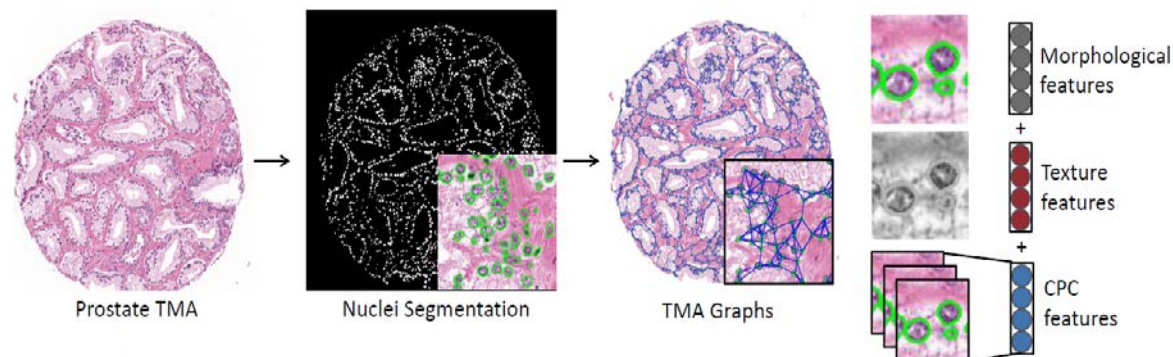 Prostate TMA
Nuclei Segmentation
TMA Graphs
Morphological
features
+
Texture
features
+
CPC
features